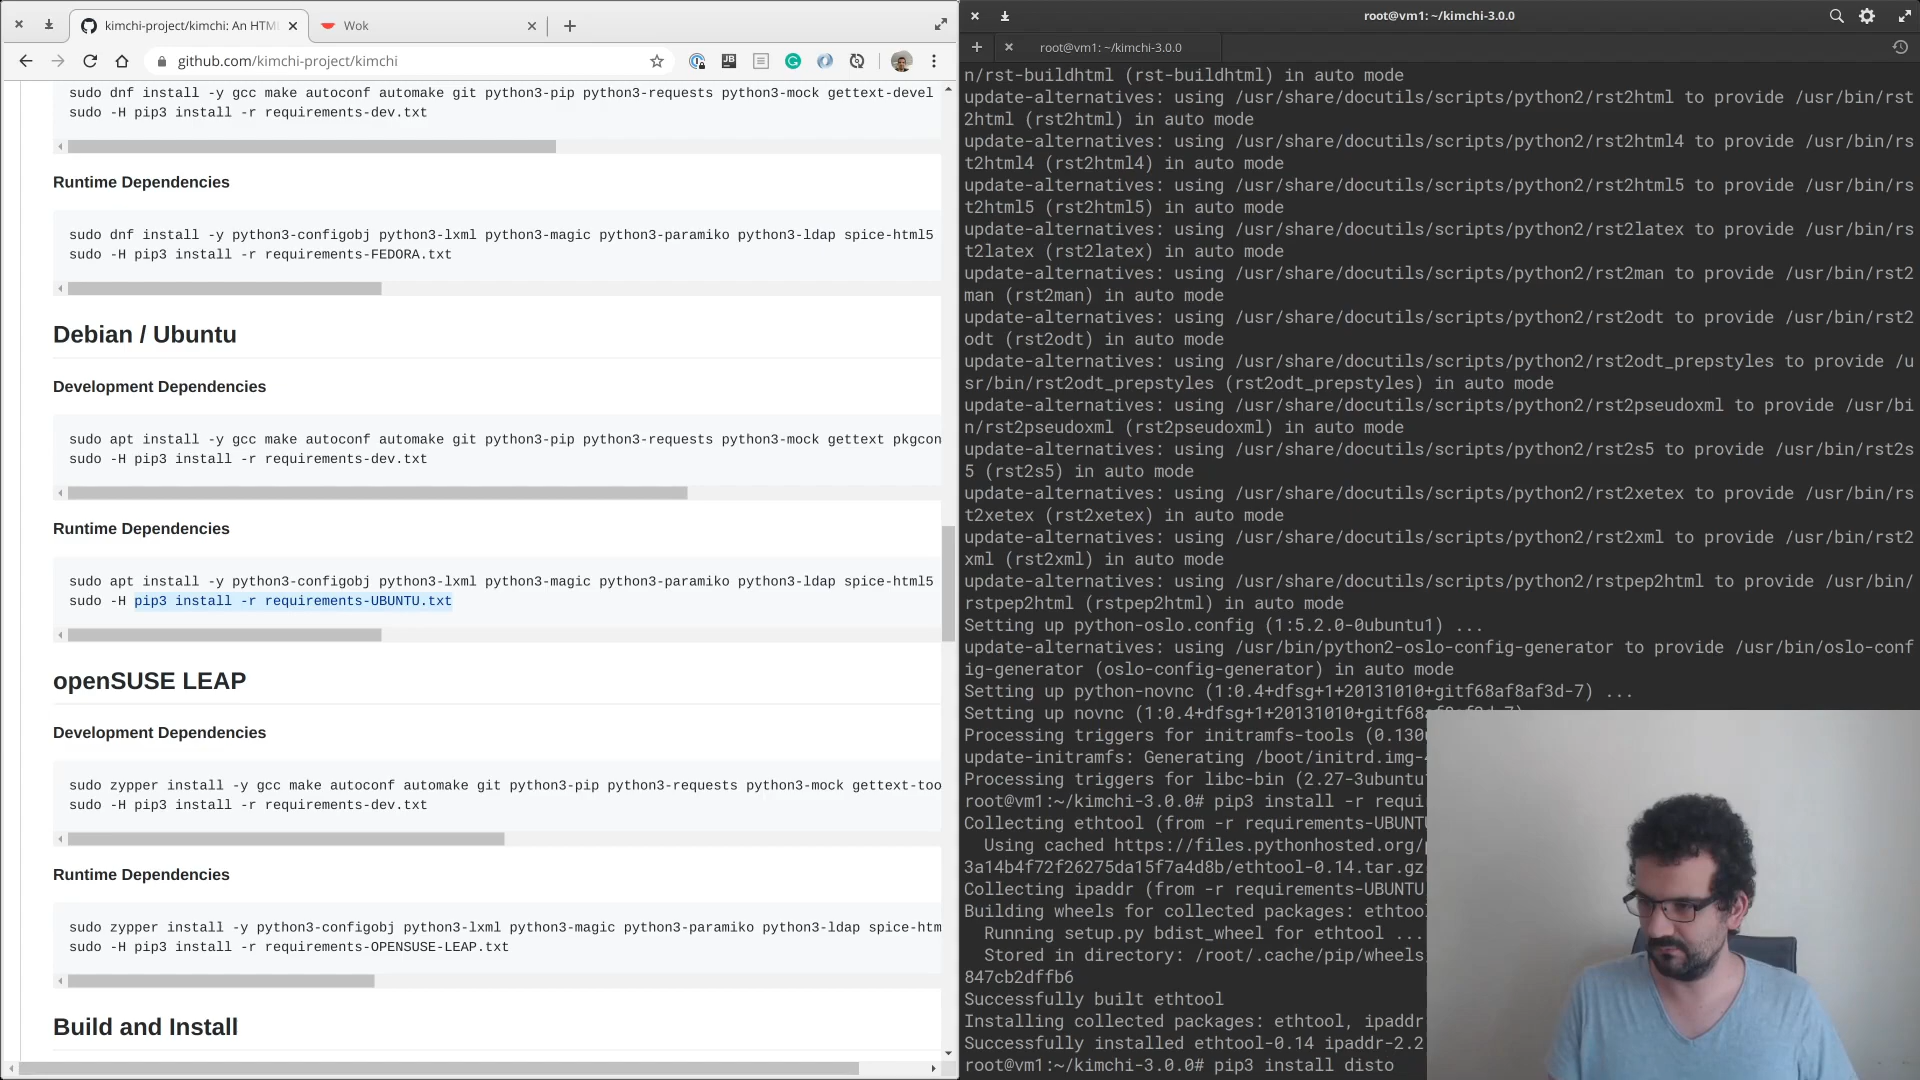 kimchi-project/kimchi: An HTM
Wok
github.com/kimchi-project/kimchi
sudo dnf install -y gcc make autoconf automake git python3-pip python3-requests python3-mock gettext-devel
sudo -H pip3 install -r requirements-dev.txt
Runtime Dependencies
sudo dnf install -y python3-configobj python3-lxml python3-magic python3-paramiko python3-ldap spice-html5
sudo -H pip3 install -r requirements-FEDORA.txt
Debian / Ubuntu
Development Dependencies
sudo apt install -y gcc make autoconf automake git python3-pip python3-requests python3-mock gettext pkgcon
sudo -H pip3 install -r requirements-dev.txt
Runtime Dependencies
sudo apt install -y python3-configobj python3-lxml python3-magic python3-paramiko python3-ldap spice-html5
sudo -H pip3 install -r requirements-UBUNTU.txt
openSUSE LEAP
Development Dependencies
sudo zypper install -y gcc make autoconf automake git python3-pip python3-requests python3-mock gettext-too
sudo -H pip3 install -r requirements-dev.txt
Runtime Dependencies
sudo zypper install -y python3-configobj python3-lxml python3-magic python3-paramiko python3-ldap spice-htm
sudo -H pip3 install -r requirements-OPENSUSE-LEAP.txt
Build and Install
root@vm1: ~/kimchi-3.0.0
root@vm1: ~/kimchi-3.0.0
n/rst-buildhtml (rst-buildhtml) in auto mode
update-alternatives: using /usr/share/docutils/scripts/python2/rst2html to provide /usr/bin/rst
2html (rst2html) in auto mode
update-alternatives: using /usr/share/docutils/scripts/python2/rst2html4 to provide /usr/bin/rs
t2html4 (rst2html4) in auto mode
update-alternatives: using /usr/share/docutils/scripts/python2/rst2html5 to provide /usr/bin/rs
t2html5 (rst2html5) in auto mode
update-alternatives: using /usr/share/docutils/scripts/python2/rst2latex to provide /usr/bin/rs
t2latex (rst2latex) in auto mode
update-alternatives: using /usr/share/docutils/scripts/python2/rst2man to provide /usr/bin/rst2
man (rst2man) in auto mode
update-alternatives: using /usr/share/docutils/scripts/python2/rst2odt to provide /usr/bin/rst2
odt (rst2odt) in auto mode
update-alternatives: using /usr/share/docutils/scripts/python2/rst2odt_prepstyles to provide /u
sr/bin/rst2odt_prepstyles (rst2odt_prepstyles) in auto mode
update-alternatives: using /usr/share/docutils/scripts/python2/rst2pseudoxml to provide /usr/bi
n/rst2pseudoxml (rst2pseudoxml) in auto mode
update-alternatives: using /usr/share/docutils/scripts/python2/rst2s5 to provide /usr/bin/rst2s
5 (rst2s5) in auto mode
update-alternatives: using /usr/share/docutils/scripts/python2/rst2xetex to provide /usr/bin/rs
t2xetex (rst2xetex) in auto mode
update-alternatives: using /usr/share/docutils/scripts/python2/rst2xml to provide /usr/bin/rst2
xml (rst2xml) in auto mode
update-alternatives: using /usr/share/docutils/scripts/python2/rstpep2html to provide /usr/bin/
rstpep2html (rstpep2html) in auto mode
Setting up python-oslo.config (1:5.2.0-0ubuntu1) ...
update-alternatives: using /usr/bin/python2-oslo-config-generator to provide /usr/bin/oslo-conf
ig-generator (oslo-config-generator) in auto mode
Setting up python-novnc (1:0.4+dfsg+1+20131010+gitf68af8af3d-7) ...
Setting up novnc (1:0.4+dfsg+1+20131010+gitf68af8af3d-7)
Processing triggers for initramfs-tools (0.130
update-initramfs: Generating /boot/initrd.img-
Processing triggers for libc-bin (2.27-3ubuntu
root@vm1:~/kimchi-3.0.0# pip3 install -r requi
Collecting ethtool (from -r requirements-UBUNTU
Using cached https://files.pythonhosted.org/
3a14b4f72f26275da15f7a4d8b/ethtool-0.14.tar.gz
Collecting ipaddr (from -r requirements-UBUNTU
Building wheels for collected packages: ethtool
Running setup.py bdist_wheel for ethtool ...
Stored in directory: /root/.cache/pip/wheels/
847cb2dffb6
Successfully built ethtool
Installing collected packages: ethtool, ipaddr
Successfully installed ethtool-0.14 ipaddr-2.2
root@vm1:~/kimchi-3.0.0# pip3 install disto